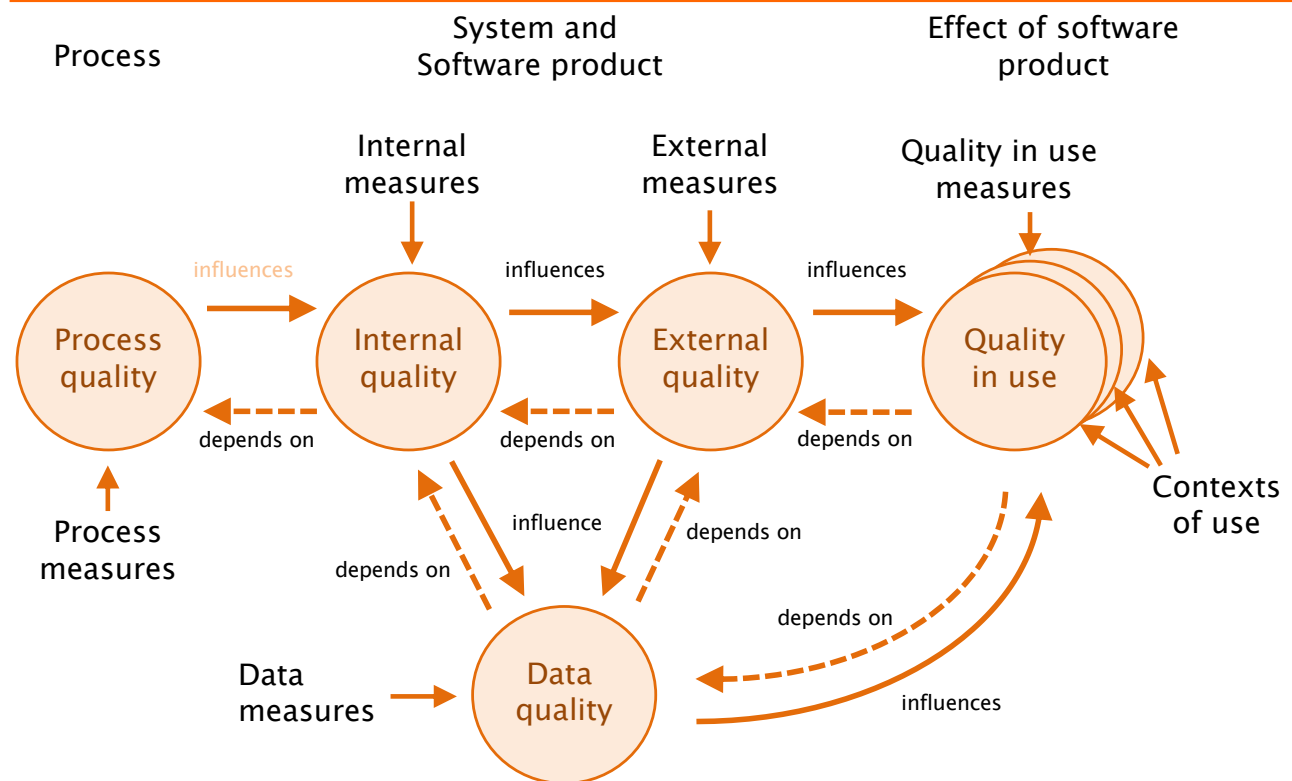 Process
System and
Software product
Effect of software
product
Internal
measures
External
measures
Quality in use
measures
influences
influences
influences
Process
quality
Internal
quality
External
quality
Quality
in use
depends on
depends on
depends on
Process
measures
influence
depends on
depends on
Contexts
of use
depends on
Data
measures
Data
quality
influences